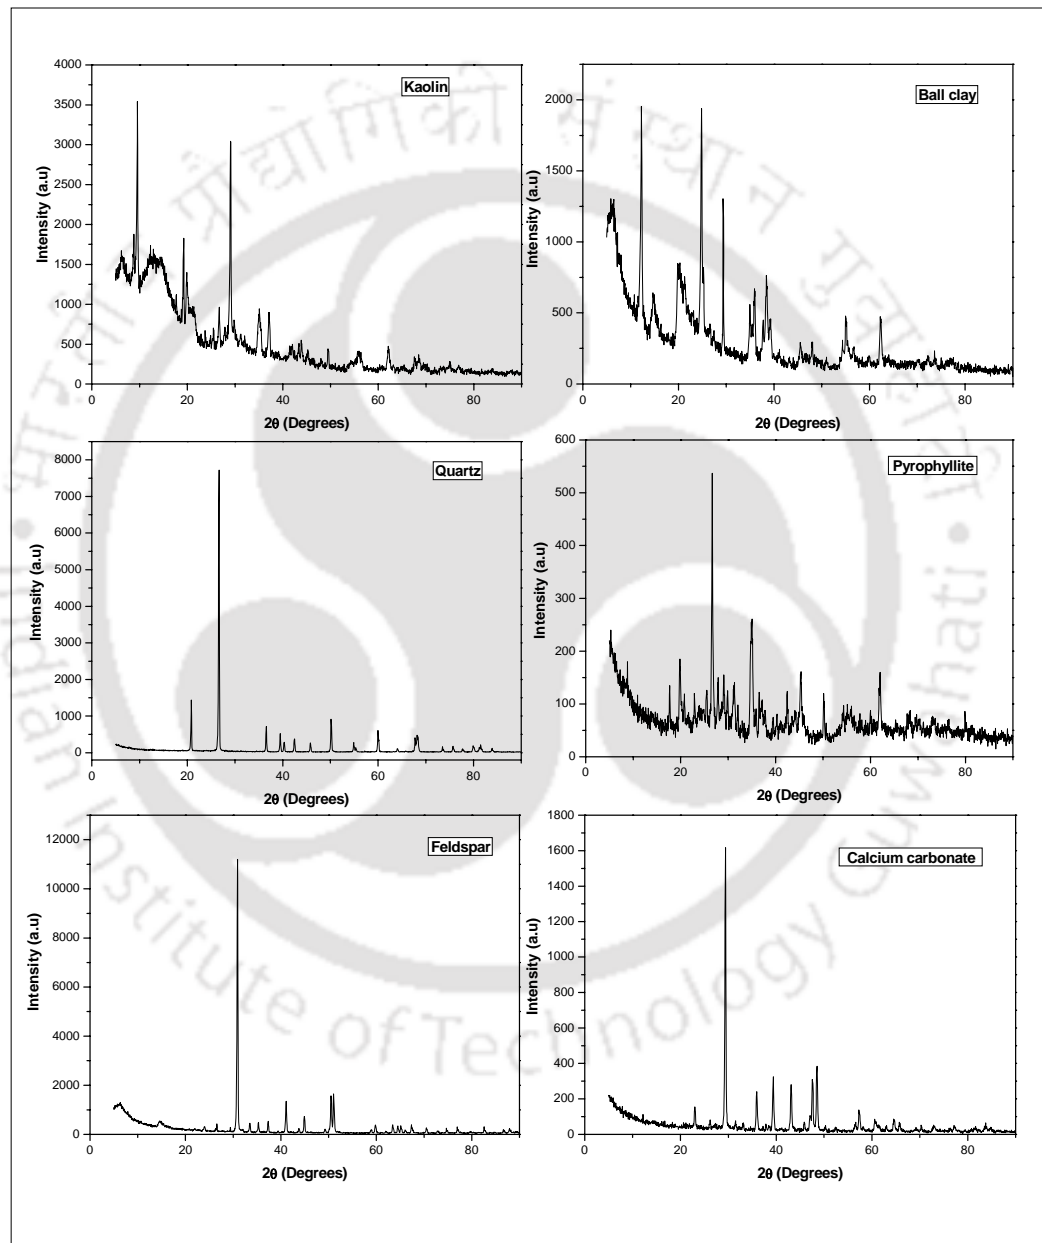 Kaolin
4000
3500
3000
2500
2000
1500
1000
500
0
Intensity (a.u)
0 20 40 60 80
2θ (Degrees)
Ball clay
2000
1500
1000
500
0
Intensity (a.u)
0 20 40 60 80
2θ (Degrees)
Quartz
8000
7000
6000
5000
4000
3000
2000
1000
0
Intensity (a.u)
0 20 40 60 80
2θ (Degrees)
Pyrophyllite
600
500
400
300
200
100
0
Intensity (a.u)
0 20 40 60 80
2θ (Degrees)
Feldspar
12000
10000
8000
6000
4000
2000
0
Intensity (a.u)
0 20 40 60 80
2θ (Degrees)
Calcium carbonate
1800
1600
1400
1200
1000
800
600
400
200
0
Intensity (a.u)
0 20 40 60 80
2θ (Degrees)
Indian Institute of Technology Guwahati